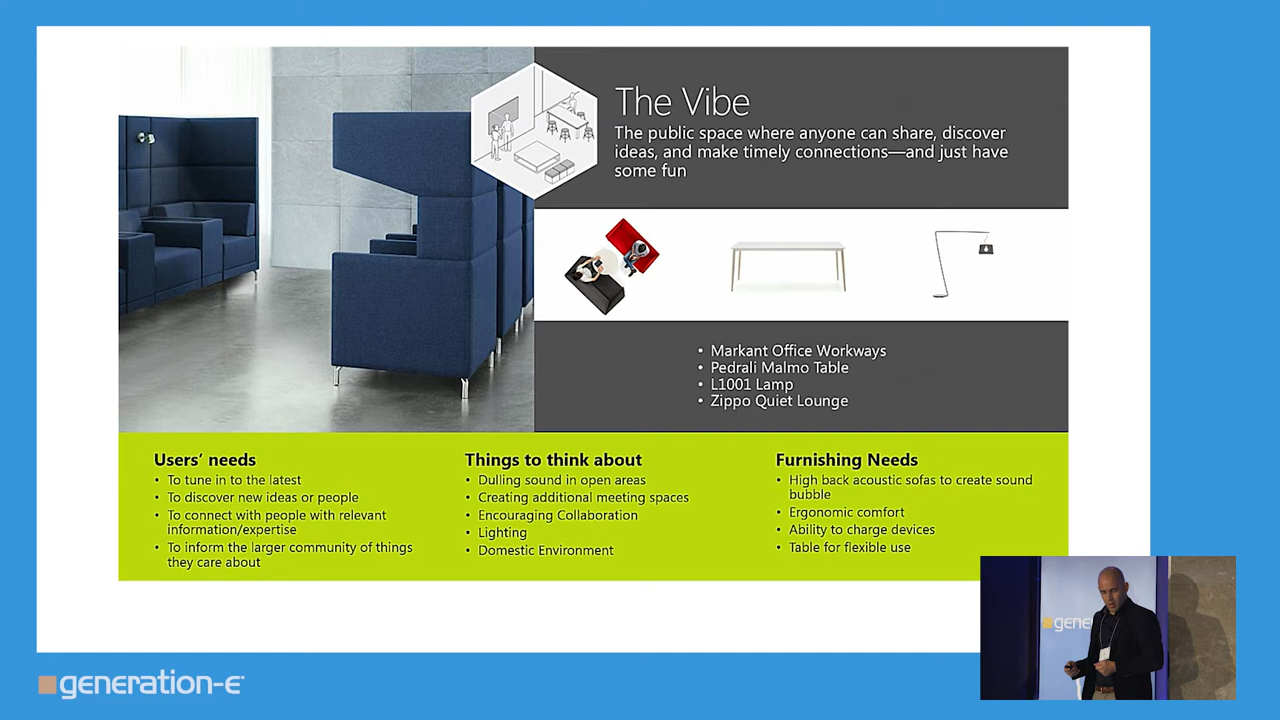 The Vibe
The public space where anyone can share, discover
ideas, and make timely connections—and just have
some fun
• Markant Office Workways
• Pedrali Malmo Table
• L1001 Lamp
• Zippo Quiet Lounge
Users’ needs
• To tune in to the latest
• To discover new ideas or people
• To connect with people with relevant
information/expertise
• To inform the larger community of things
they care about
Things to think about
• Dulling sound in open areas
• Creating additional meeting spaces
• Encouraging Collaboration
• Lighting
• Domestic Environment
Furnishing Needs
• High back acoustic sofas to create sound
bubble
• Ergonomic comfort
• Ability to charge devices
• Table for flexible use
gene
generation-e